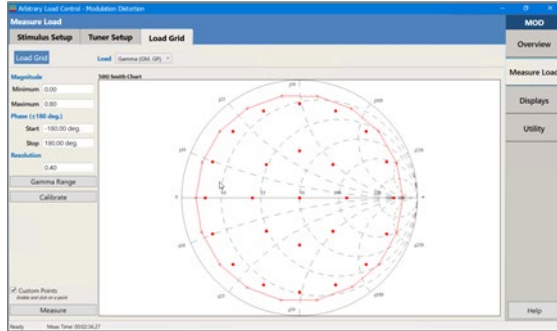 Arbitrary Load Control - Modulation Distortion
Measure Load
MOD
Stimulus Setup
Tuner Setup
Load Grid
Overview
Load Grid
Load
Gamma (GM, GP)
Measure Load
Magnitude
50Ω Smith Chart
Minimum 0.00
Maximum 0.80
Displays
Phase (±180 deg.)
Start -180.00 deg
Utility
Stop 180.00 deg
Resolution
0.40
Gamma Range
Calibrate
Custom Points
Enable and click on a point
Measure
Help
Ready
Meas Time: 00:02:36.27